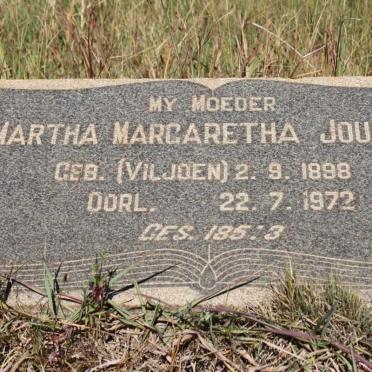 My Moeder
Martha Margaretha Jou
Geb. (Viljoen) 2. 9. 1898
Oorl. 22. 7. 1972
Ges. 185:3